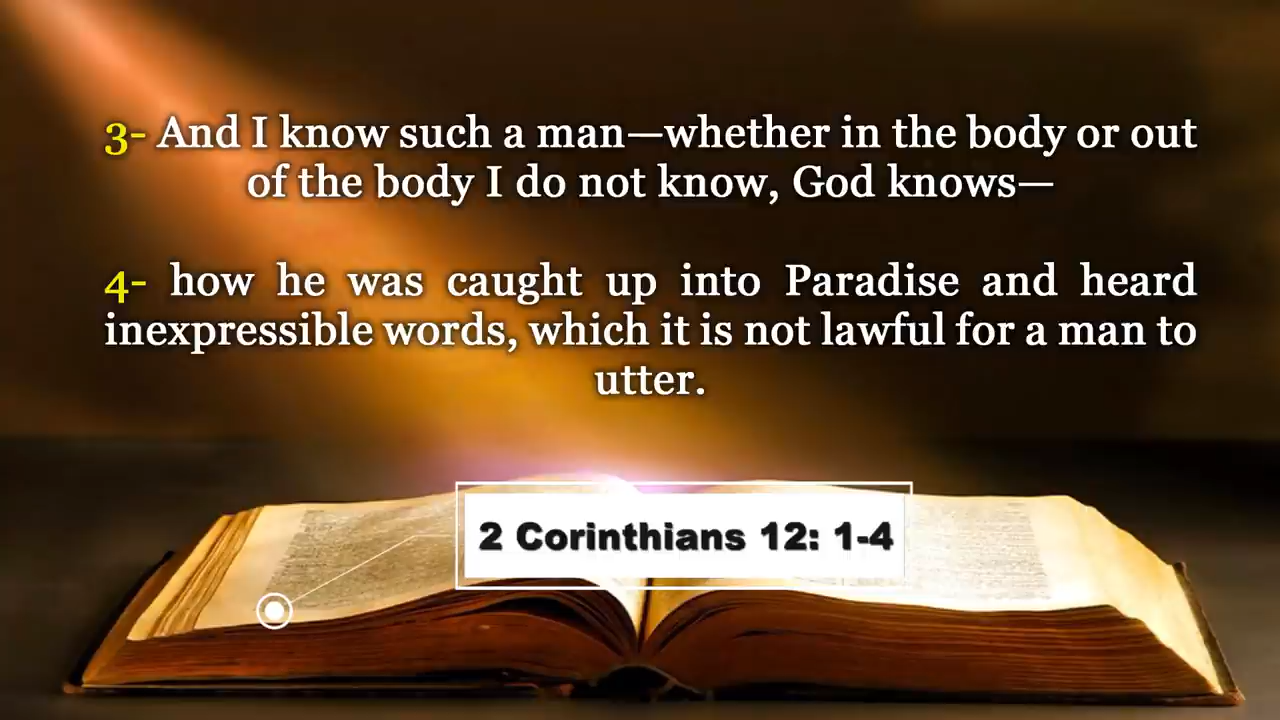 3- And I know such a man—whether in the body or out
of the body I do not know, God knows—
4- how he was caught up into Paradise and heard
inexpressible words, which it is not lawful for a man to
utter.
2 Corinthians 12: 1-4